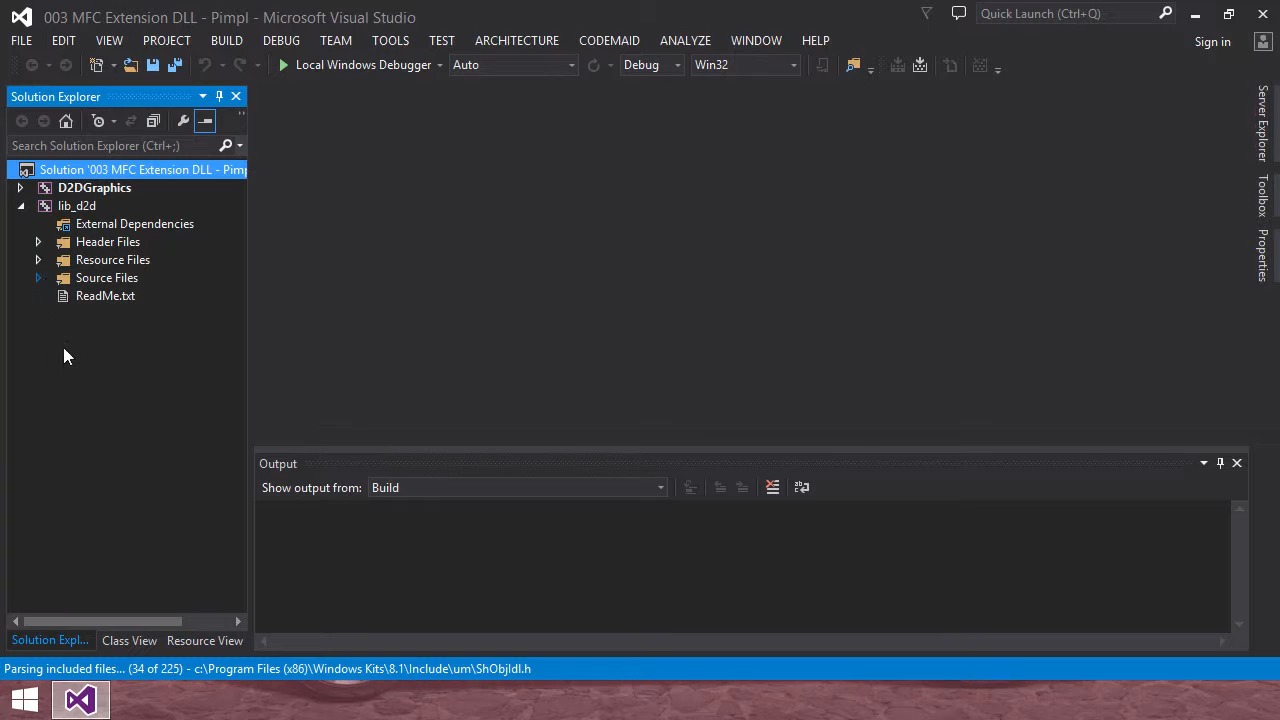 003 MFC Extension DLL - Pimpl - Microsoft Visual Studio
Quick Launch (Ctrl+Q)
FILE EDIT VIEW PROJECT BUILD DEBUG TEAM TOOLS TEST ARCHITECTURE CODEMAID ANALYZE WINDOW HELP
Sign in
Local Windows Debugger Auto Debug Win32
Solution Explorer
Search Solution Explorer (Ctrl+;)
Solution '003 MFC Extension DLL - Pimpl
D2DGraphics
lib_d2d
External Dependencies
Header Files
Resource Files
Source Files
ReadMe.txt
Server Explorer
Toolbox
Properties
Output
Show output from: Build
Solution Expl... Class View Resource View
Parsing included files... (34 of 225) - c:\Program Files (x86)\Windows Kits\8.1\Include\um\ShObjIdl.h